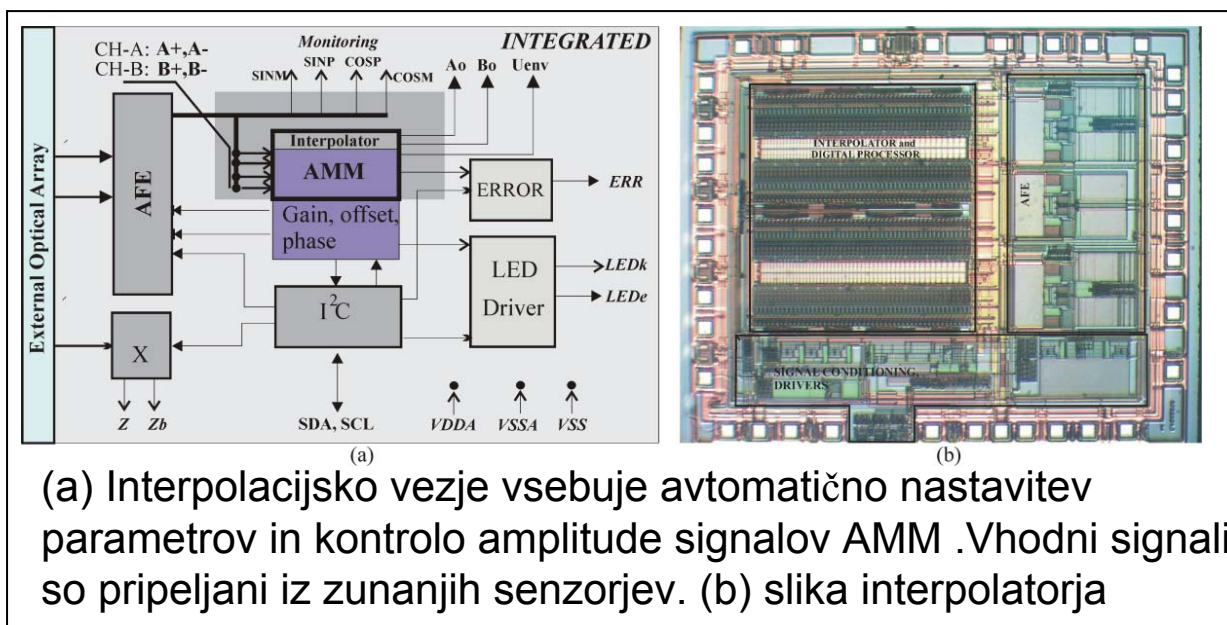 CH-A: A+,A-
CH-B: B+,B-
Monitoring
INTEGRATED
SINM
SINP
COSP
COSM
Ao
Bo
Uenv
External Optical Array
AFE
Interpolator
AMM
Gain, offset,
phase
ERROR
ERR
LED
Driver
LEDk
LEDe
I²C
X
Z
Zb
SDA, SCL
VDDA
VSSA
VSS
(a)
INTERPOLATOR and
DIGITAL PROCESSOR
AFE
SIGNAL CONDITIONING,
DRIVERS
(b)
(a) Interpolacijsko vezje vsebuje avtomatično nastavitev
parametrov in kontrolo amplitude signalov AMM .Vhodni signali
so pripeljani iz zunanjih senzorjev. (b) slika interpolatorja